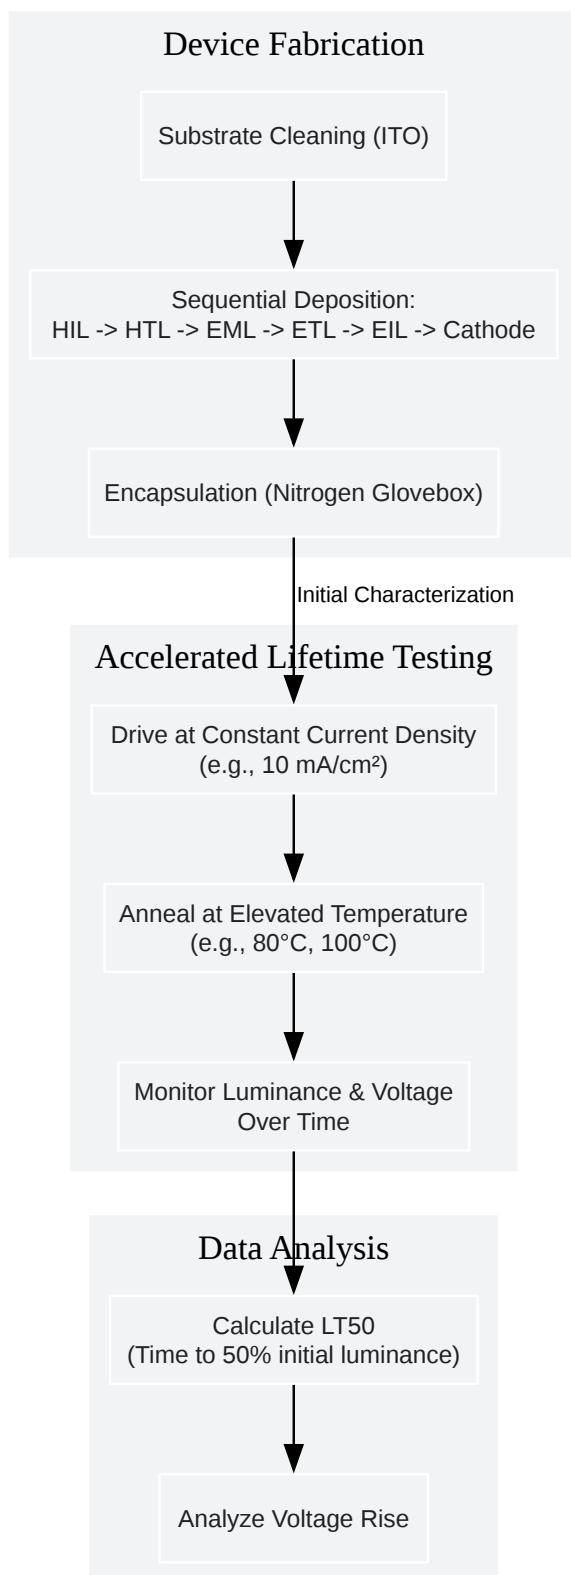 Device Fabrication
Substrate Cleaning (ITO)
Sequential Deposition:
HIL -> HTL -> EML -> ETL -> EIL -> Cathode
Encapsulation (Nitrogen Glovebox)
Initial Characterization
Accelerated Lifetime Testing
Drive at Constant Current Density
(e.g., 10 mA/cm²)
Anneal at Elevated Temperature
(e.g., 80°C, 100°C)
Monitor Luminance & Voltage
Over Time
Data Analysis
Calculate LT50
(Time to 50% initial luminance)
Analyze Voltage Rise